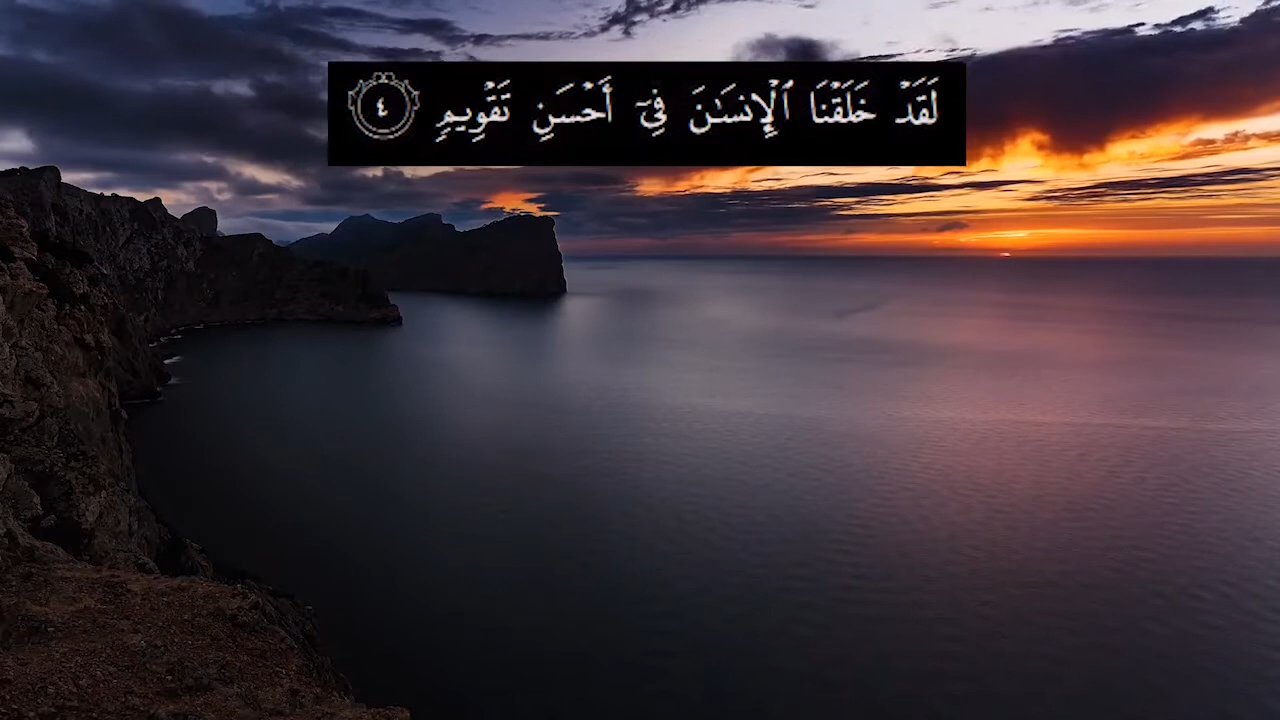 لَقَدْ خَلَقْنَا ٱلْإِنسَـٰنَ فِىٓ أَحْسَنِ تَقْوِيمٍ ٤